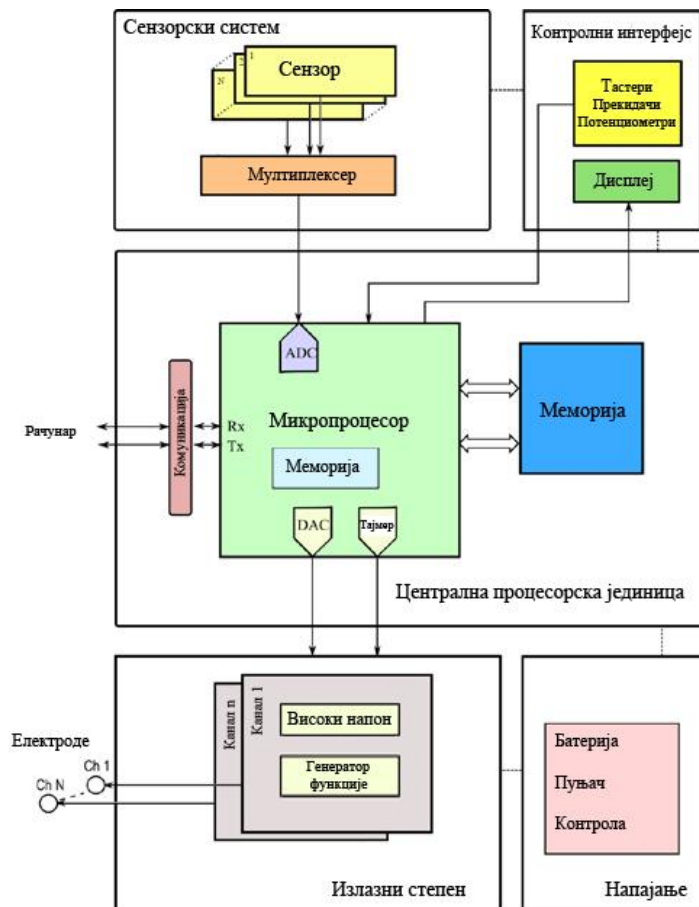 Сензорски систем
N
2
1
Сензор
Мултиплексер
Контролни интерфејс
Тастери
Прекидачи
Потенциометри
Дисплеј
ADC
Рачунар
Комуникација
Rx
Tx
Микропроцесор
Меморија
DAC
Тајмер
Меморија
Централна процесорска јединица
Електроде
Ch 1
Ch N
Канал n
Канал 1
Високи напон
Генератор
функције
Излазни степен
Батерија
Пуњач
Контрола
Напајање